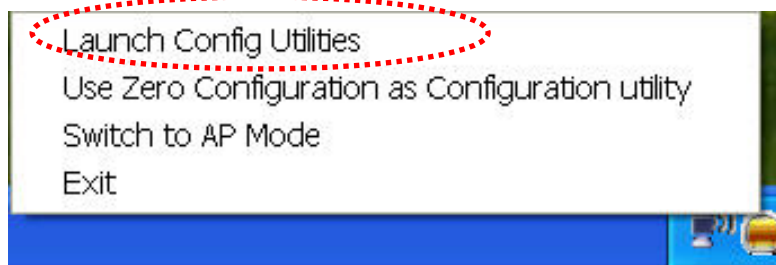 Launch Config Utilities
Use Zero Configuration as Configuration utility
Switch to AP Mode
Exit